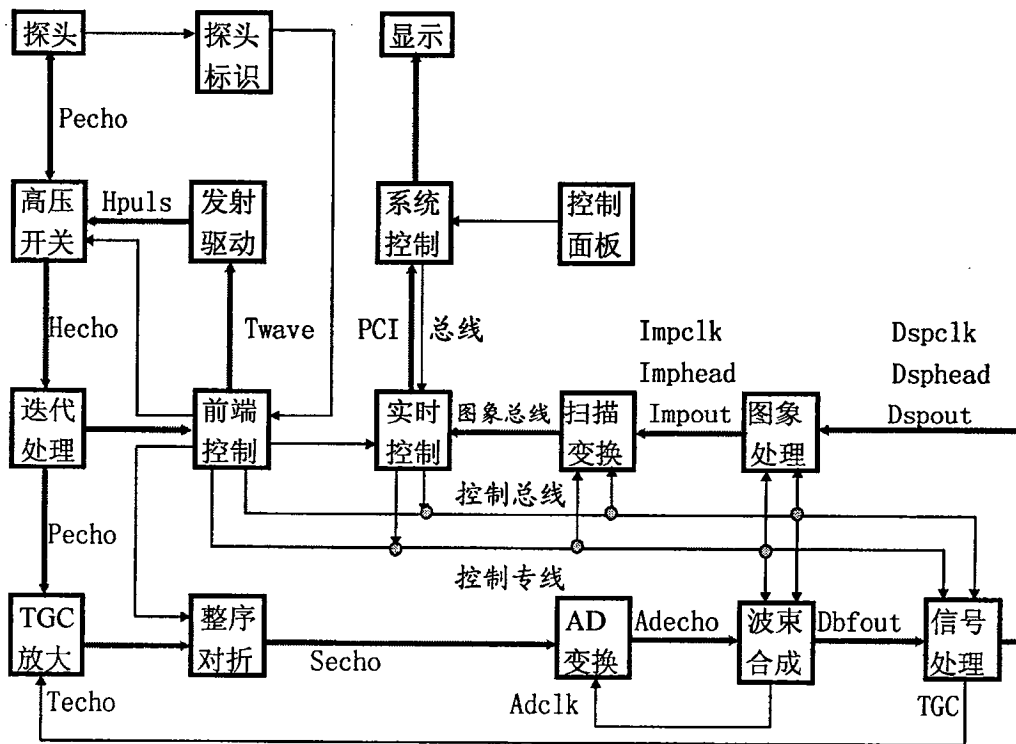 探头
探头
标识
显示
Pecho
高压
开关
Hpuls
发射
驱动
系统
控制
控制
面板
Hecho
Twave
PCI
总线
Impclk
Dspclk
Imphead
Dsphead
迭代
处理
前端
控制
实时
控制
图象总线
扫描
变换
Impout
图象
处理
Dspout
控制总线
Pecho
控制专线
TGC
放大
整序
对折
Secho
AD
变换
Adecho
波束
合成
Dbfout
信号
处理
Techo
Adclk
TGC